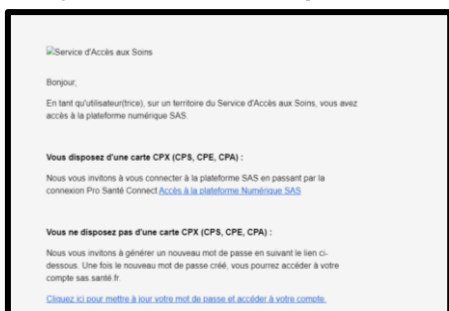 Service d'Accès aux Soins
Bonjour,
En tant qu'utilisateur(trice), sur un territoire du Service d'Accès aux Soins, vous avez
accès à la plateforme numérique SAS.
Vous disposez d'une carte CPX (CPS, CPE, CPA) :
Nous vous invitons à vous connecter à la plateforme SAS en passant par la
connexion Pro Santé Connect Accès à la plateforme Numérique SAS
Vous ne disposez pas d'une carte CPX (CPS, CPE, CPA) :
Nous vous invitons à générer un nouveau mot de passe en suivant le lien ci-
dessous. Une fois le nouveau mot de passe créé, vous pourrez accéder à votre
compte sas.santé.fr.
Cliquez ici pour mettre à jour votre mot de passe et accéder à votre compte.